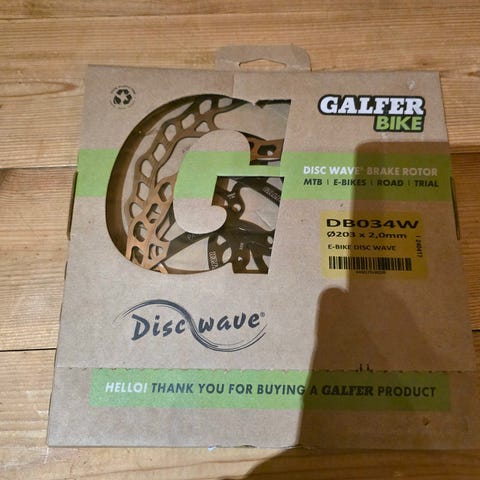 GALFER
BIKE
DISC WAVE® BRAKE ROTOR
MTB | E-BIKES | ROAD | TRIAL
DB034W
Ø203 x 2,0mm
E-BIKE DISC WAVE
Disc wave®
HELLO! THANK YOU FOR BUYING A GALFER PRODUCT